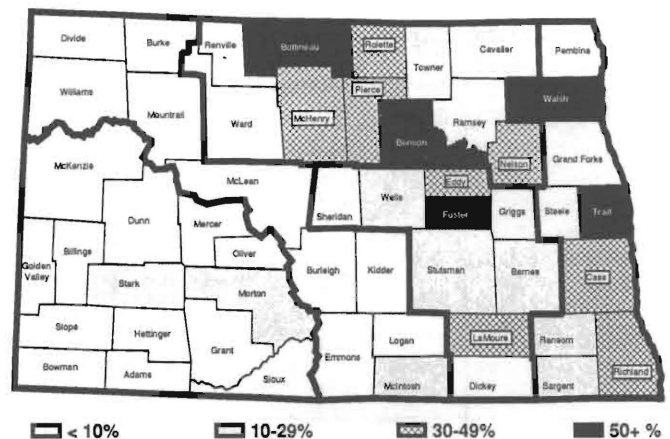 Divide
Burke
Renville
Bottineau
Rolette
Towner
Cavalier
Pembina
Williams
Mountrail
Ward
McHenry
Pierce
Benson
Ramsey
Walsh
Nelson
Grand Forks
McKenzie
McLean
Sheridan
Wells
Eddy
Foster
Griggs
Steele
Traill
Dunn
Mercer
Oliver
Golden
Valley
Billings
Stark
Morton
Burleigh
Kidder
Stutsman
Barnes
Cass
Slope
Hettinger
Grant
Emmons
Logan
LaMoure
Ransom
Richland
Bowman
Adams
Sioux
McIntosh
Dickey
Sargent
< 10%
10-29%
30-49%
50+ %